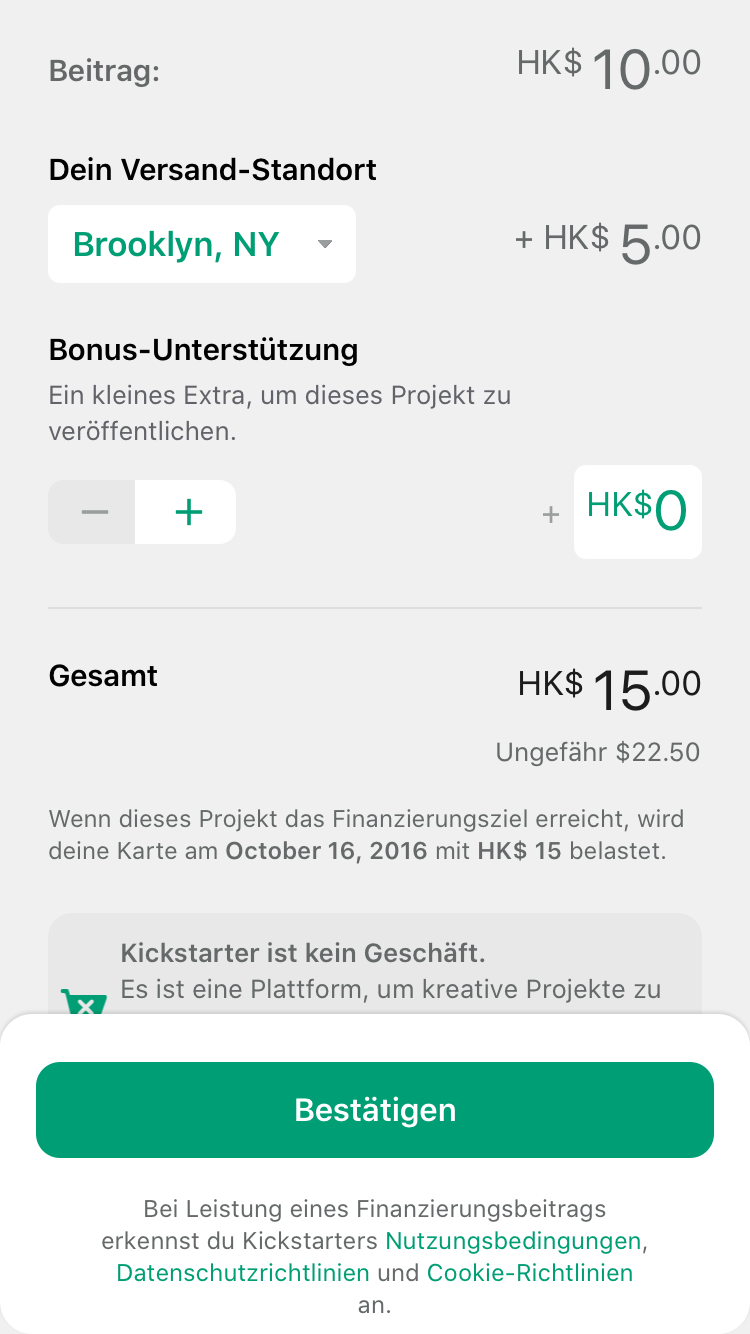 Beitrag:
HK$ 10.00
Dein Versand-Standort
Brooklyn, NY
+ HK$ 5.00
Bonus-Unterstützung
Ein kleines Extra, um dieses Projekt zu
veröffentlichen.
− +
+ HK$0
Gesamt
HK$ 15.00
Ungefähr $22.50
Wenn dieses Projekt das Finanzierungsziel erreicht, wird
deine Karte am October 16, 2016 mit HK$ 15 belastet.
Kickstarter ist kein Geschäft.
Es ist eine Plattform, um kreative Projekte zu
Bestätigen
Bei Leistung eines Finanzierungsbeitrags
erkennst du Kickstarters Nutzungsbedingungen,
Datenschutzrichtlinien und Cookie-Richtlinien
an.